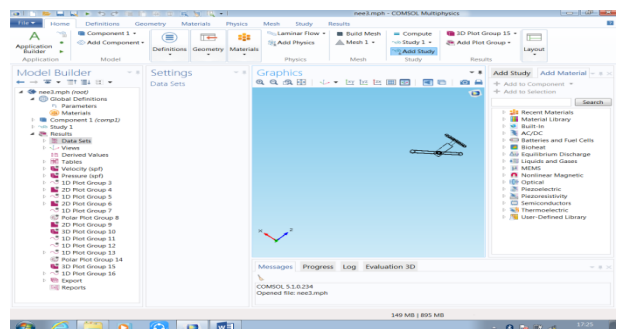 nee3.mph - COMSOL Multiphysics
File Home Definitions Geometry Materials Physics Mesh Study Results
Component 1 Laminar Flow Build Mesh Compute 3D Plot Group 15
Add Component Add Physics Mesh 1 Study 1 Add Plot Group
Application Builder Definitions Geometry Materials Add Study Layout
Application Model Physics Mesh Study Results
Model Builder
nee3.mph (root)
Global Definitions
Parameters
Materials
Component 1 (comp1)
Study 1
Results
Data Sets
Views
Derived Values
Tables
Velocity (spf)
Pressure (spf)
1D Plot Group 3
2D Plot Group 4
1D Plot Group 5
2D Plot Group 6
1D Plot Group 7
Polar Plot Group 8
2D Plot Group 9
3D Plot Group 10
1D Plot Group 11
1D Plot Group 12
1D Plot Group 13
Polar Plot Group 14
3D Plot Group 15
1D Plot Group 16
Export
Reports
Settings
Data Sets
Graphics
Messages Progress Log Evaluation 3D
COMSOL 5.1.0.234
Opened file: nee3.mph
Add Study Add Material
Add to Component
Add to Selection
Search
Recent Materials
Material Library
Built-In
AC/DC
Batteries and Fuel Cells
Bioheat
Equilibrium Discharge
Liquids and Gases
MEMS
Nonlinear Magnetic
Optical
Piezoelectric
Piezoresistivity
Semiconductors
Thermoelectric
User-Defined Library
149 MB | 895 MB
17:25